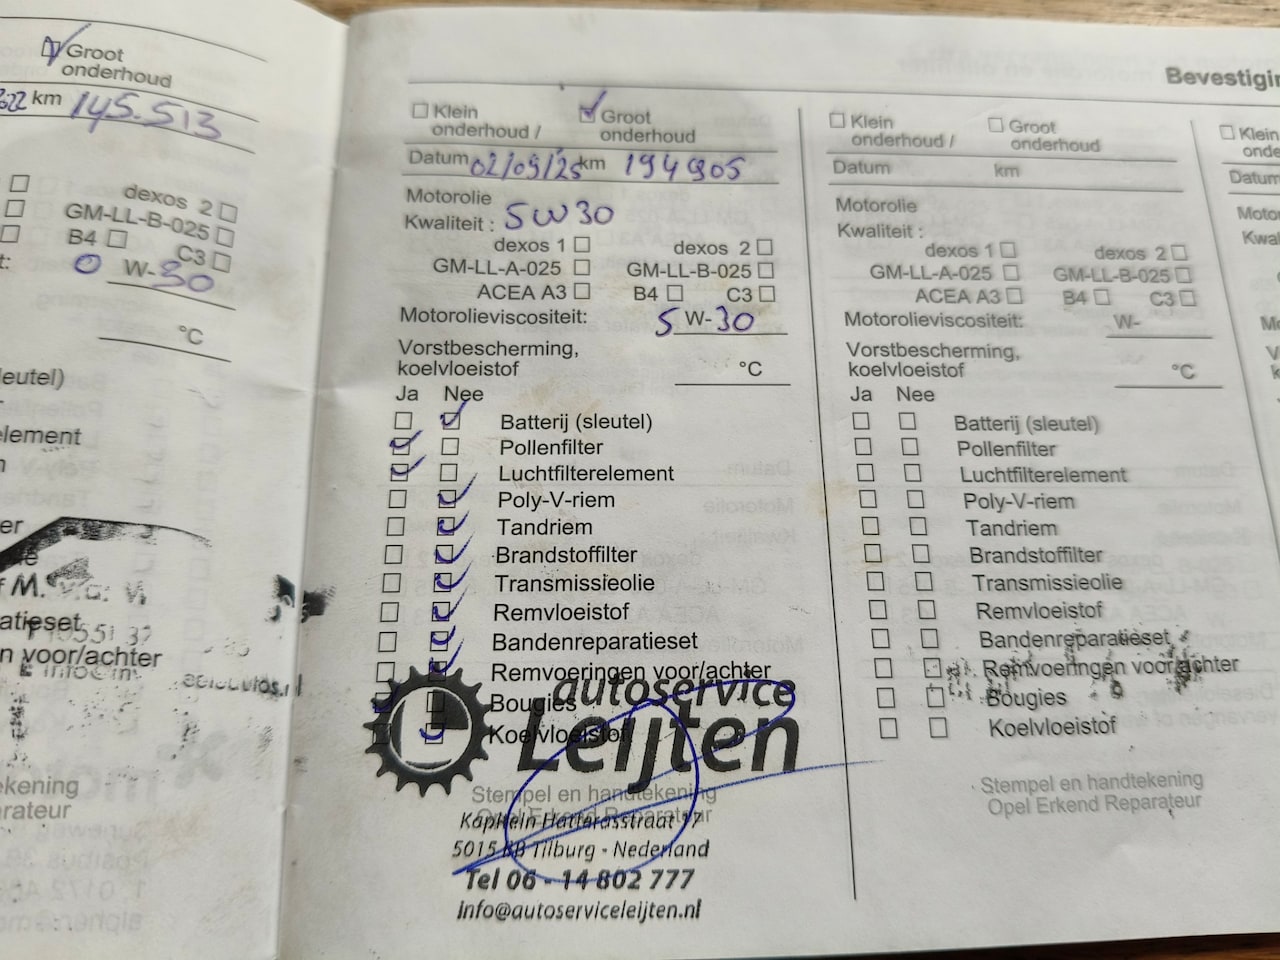 Groot
onderhoud
km 145.513
dexos 2
GM-LL-B-025
B4 C3
0 W-30
°C
leutel)
element
atieset
n voor/achter
kening
arateur
Bevestigin
Klein onderhoud / Groot onderhoud
Datum 02/09/25 km 194905
Motorolie
Kwaliteit : 5W30
dexos 1 dexos 2
GM-LL-A-025 GM-LL-B-025
ACEA A3 B4 C3
Motorolieviscositeit: 5 W-30
Vorstbescherming,
koelvloeistof °C
Ja Nee
Batterij (sleutel)
Pollenfilter
Luchtfilterelement
Poly-V-riem
Tandriem
Brandstoffilter
Transmissieolie
Remvloeistof
Bandenreparatieset
Remvoeringen voor/achter
Bougies
Koelvloeistof
autoservice
Leijten
Stempel en handtekening
Opel Erkend Reparateur
5015 BB Tilburg - Nederland
Tel 06 - 14 802 777
Info@autoserviceleijten.nl
Klein onderhoud / Groot onderhoud
Datum km
Motorolie
Kwaliteit :
dexos 1 dexos 2
GM-LL-A-025 GM-LL-B-025
ACEA A3 B4 C3
Motorolieviscositeit: W-
Vorstbescherming,
koelvloeistof °C
Ja Nee
Batterij (sleutel)
Pollenfilter
Luchtfilterelement
Poly-V-riem
Tandriem
Brandstoffilter
Transmissieolie
Remvloeistof
Bandenreparatieset
Remvoeringen voor/achter
Bougies
Koelvloeistof
Stempel en handtekening
Opel Erkend Reparateur
Klein
onde
Datum
Motor
Kwal